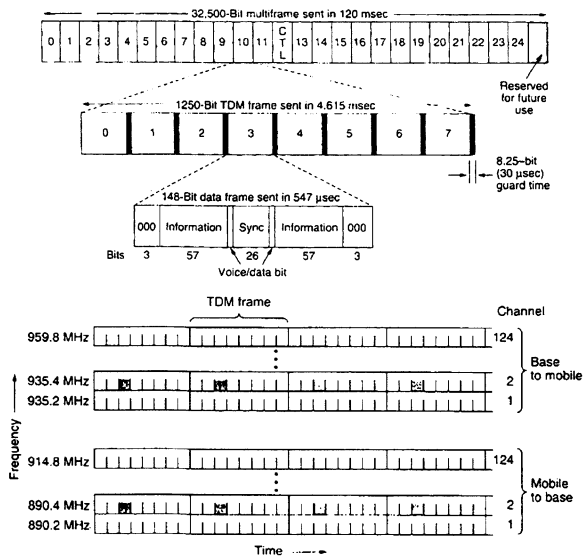 32,500-Bit multiframe sent in 120 msec
0 1 2 3 4 5 6 7 8 9 10 11 CTL 13 14 15 16 17 18 19 20 21 22 23 24
Reserved
for future
use
1250-Bit TDM frame sent in 4.615 msec
0 1 2 3 4 5 6 7
8.25–bit
(30 μsec)
guard time
148-Bit data frame sent in 547 μsec
000 Information Sync Information 000
Bits 3 57 26 57 3
Voice/data bit
TDM frame
Channel
959.8 MHz 124
935.4 MHz 2
935.2 MHz 1
Base
to mobile
Frequency
914.8 MHz 124
890.4 MHz 2
890.2 MHz 1
Mobile
to base
Time